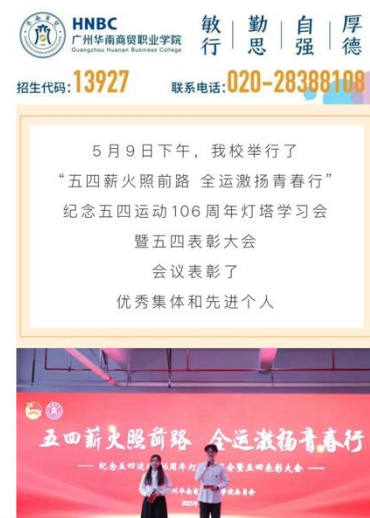 HNBC
广州华南商贸职业学院
Guangzhou Huanan Business College
敏行 勤思 自强 厚德
招生代码:13927
联系电话:020-28388108
5月9日下午，我校举行了
“五四薪火照前路 全运激扬青春行”
纪念五四运动106周年灯塔学习会
暨五四表彰大会
会议表彰了
优秀集体和先进个人
五四薪火照前路 全运激扬青春行